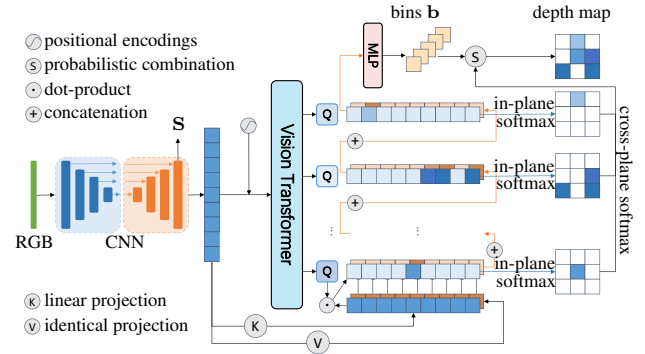 positional encodings
S probabilistic combination
dot-product
+ concatenation
bins b
depth map
MLP
S
S
Q
in-plane
softmax
+
Vision Transformer
Q
in-plane
softmax
cross-plane softmax
+
RGB
CNN
⋮
⋮
+
Q
in-plane
softmax
K linear projection
V identical projection
K
V